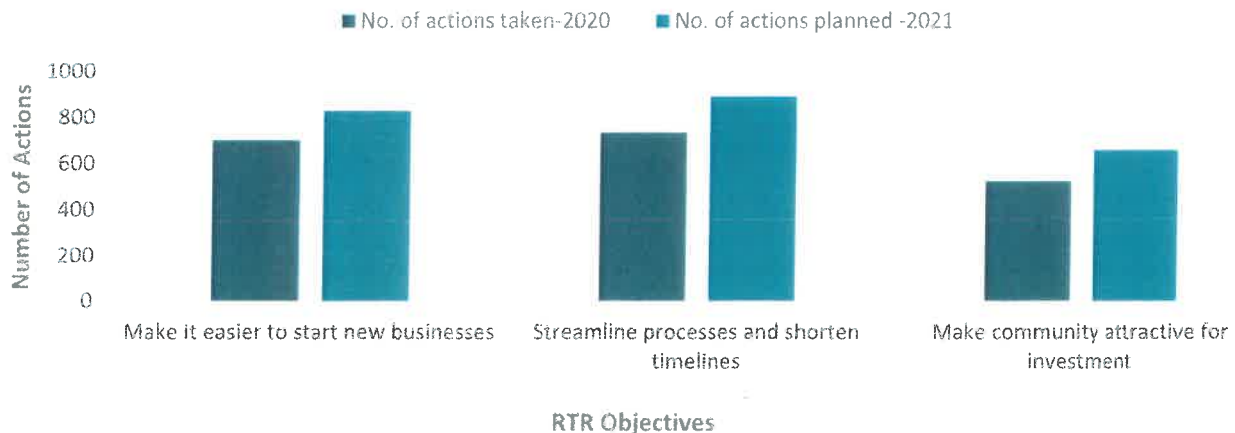 No. of actions taken-2020 No. of actions planned -2021
1000
800
600
400
200
0
Number of Actions
Make it easier to start new businesses
Streamline processes and shorten
timelines
Make community attractive for
investment
RTR Objectives